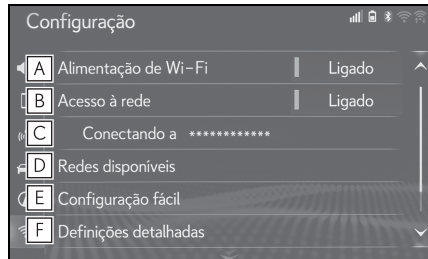 Configuração
A Alimentação de Wi-Fi Ligado
B Acesso à rede Ligado
C Conectando a ************
D Redes disponíveis
E Configuração fácil
F Definições detalhadas